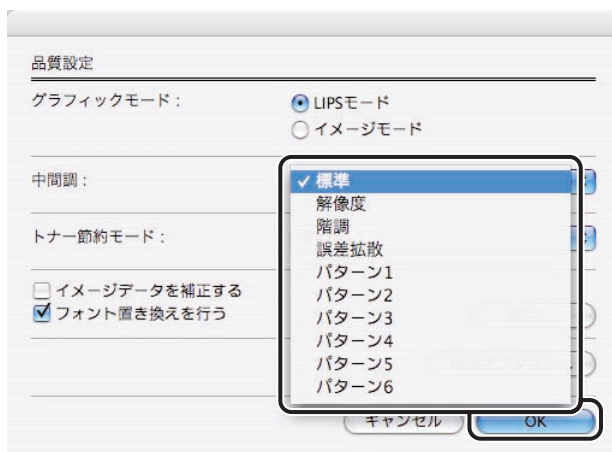 品質設定
グラフィックモード：
LIPSモード
イメージモード
中間調：
標準
解像度
階調
誤差拡散
パターン1
パターン2
パターン3
パターン4
パターン5
パターン6
トナー節約モード：
イメージデータを補正する
フォント置き換えを行う
キャンセル
OK